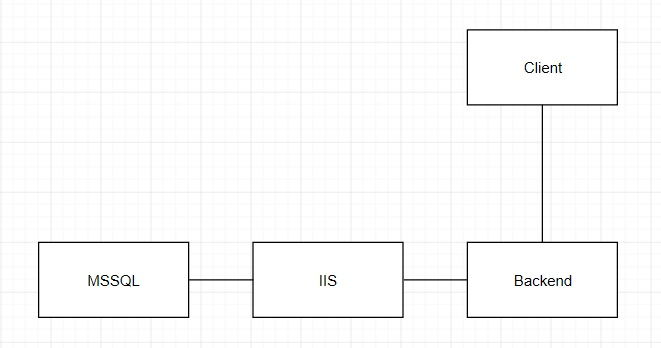 Client
MSSQL
IIS
Backend